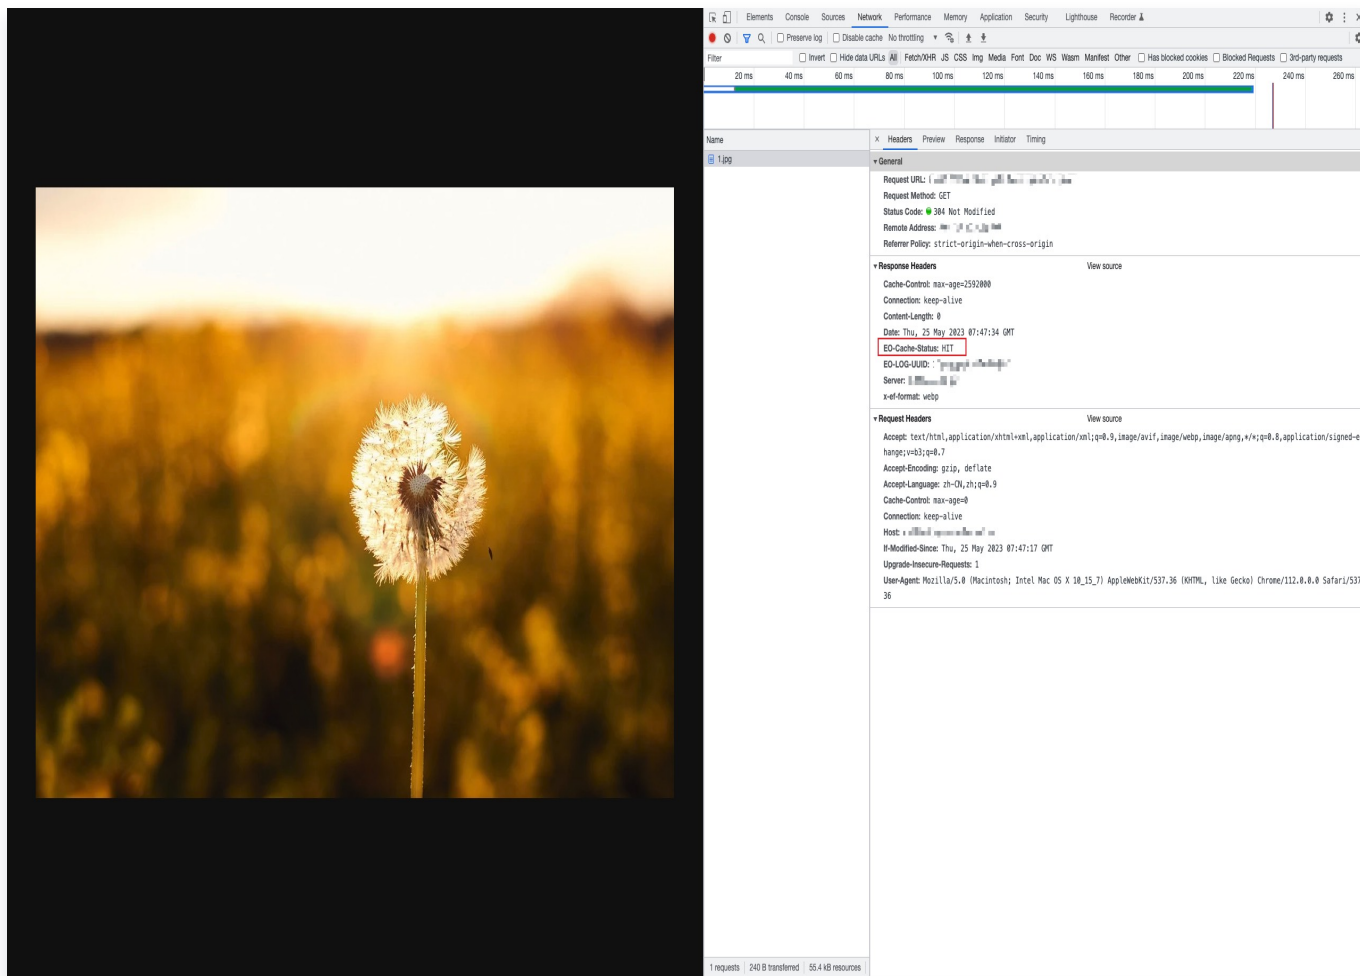 Elements Console Sources Network Performance Memory Application Security Lighthouse Recorder
Preserve log Disable cache No throttling
Filter Invert Hide data URLs All Fetch/XHR JS CSS Img Media Font Doc WS Wasm Manifest Other Has blocked cookies Blocked Requests 3rd-party requests
20 ms 40 ms 60 ms 80 ms 100 ms 120 ms 140 ms 160 ms 180 ms 200 ms 220 ms 240 ms 260 ms
Name
1.jpg
× Headers Preview Response Initiator Timing
General
Request URL:
Request Method: GET
Status Code: 304 Not Modified
Remote Address:
Referrer Policy: strict-origin-when-cross-origin
Response Headers View source
Cache-Control: max-age=2592000
Connection: keep-alive
Content-Length: 0
Date: Thu, 25 May 2023 07:47:34 GMT
EO-Cache-Status: HIT
EO-LOG-UUID:
Server:
x-ef-format: webp
Request Headers View source
Accept: text/html,application/xhtml+xml,application/xml;q=0.9,image/avif,image/webp,image/apng,*/*;q=0.8,application/signed-e
hange;v=b3;q=0.7
Accept-Encoding: gzip, deflate
Accept-Language: zh-CN,zh;q=0.9
Cache-Control: max-age=0
Connection: keep-alive
Host:
If-Modified-Since: Thu, 25 May 2023 07:47:17 GMT
Upgrade-Insecure-Requests: 1
User-Agent: Mozilla/5.0 (Macintosh; Intel Mac OS X 10_15_7) AppleWebKit/537.36 (KHTML, like Gecko) Chrome/112.0.0.0 Safari/537
36
1 requests 240 B transferred 55.4 kB resources